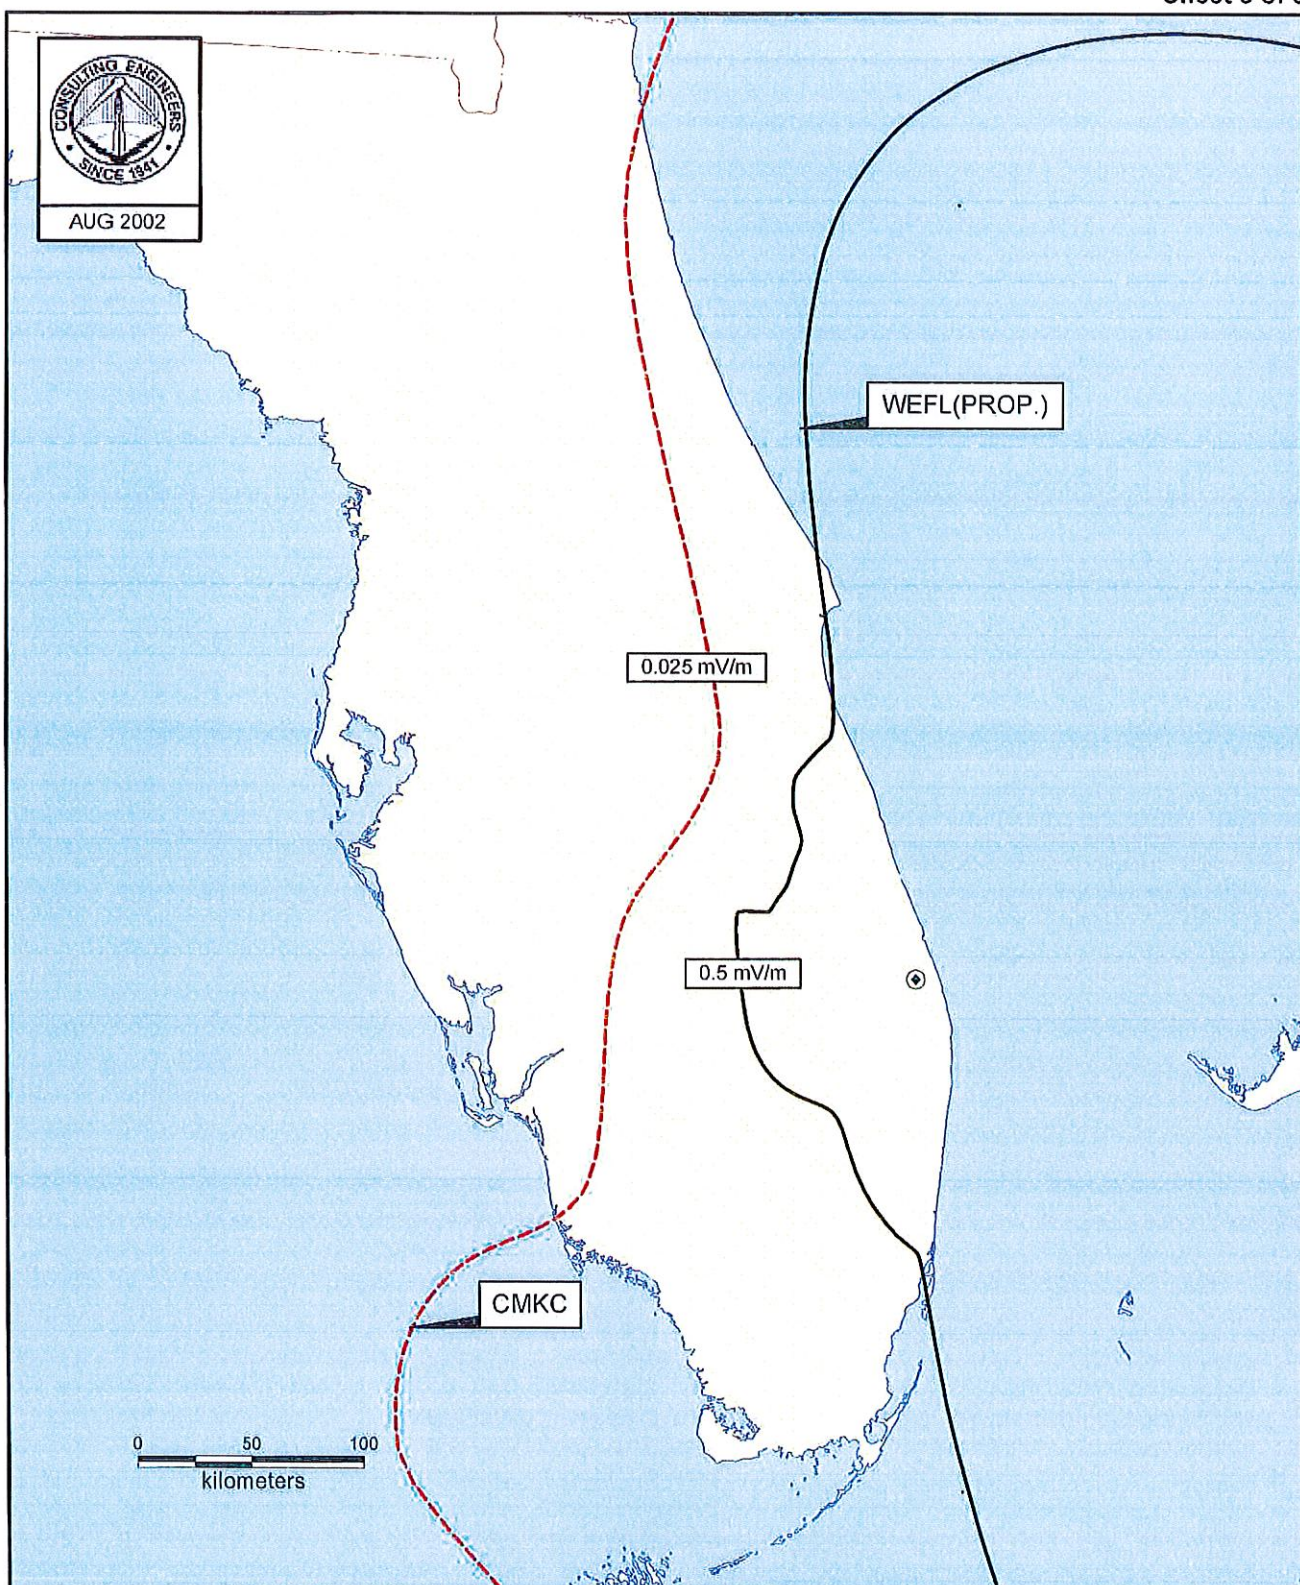 CONSULTING ENGINEERS
SINCE 1941
AUG 2002
WEFL(PROP.)
0.025 mV/m
0.5 mV/m
CMKC
0 50 100
kilometers